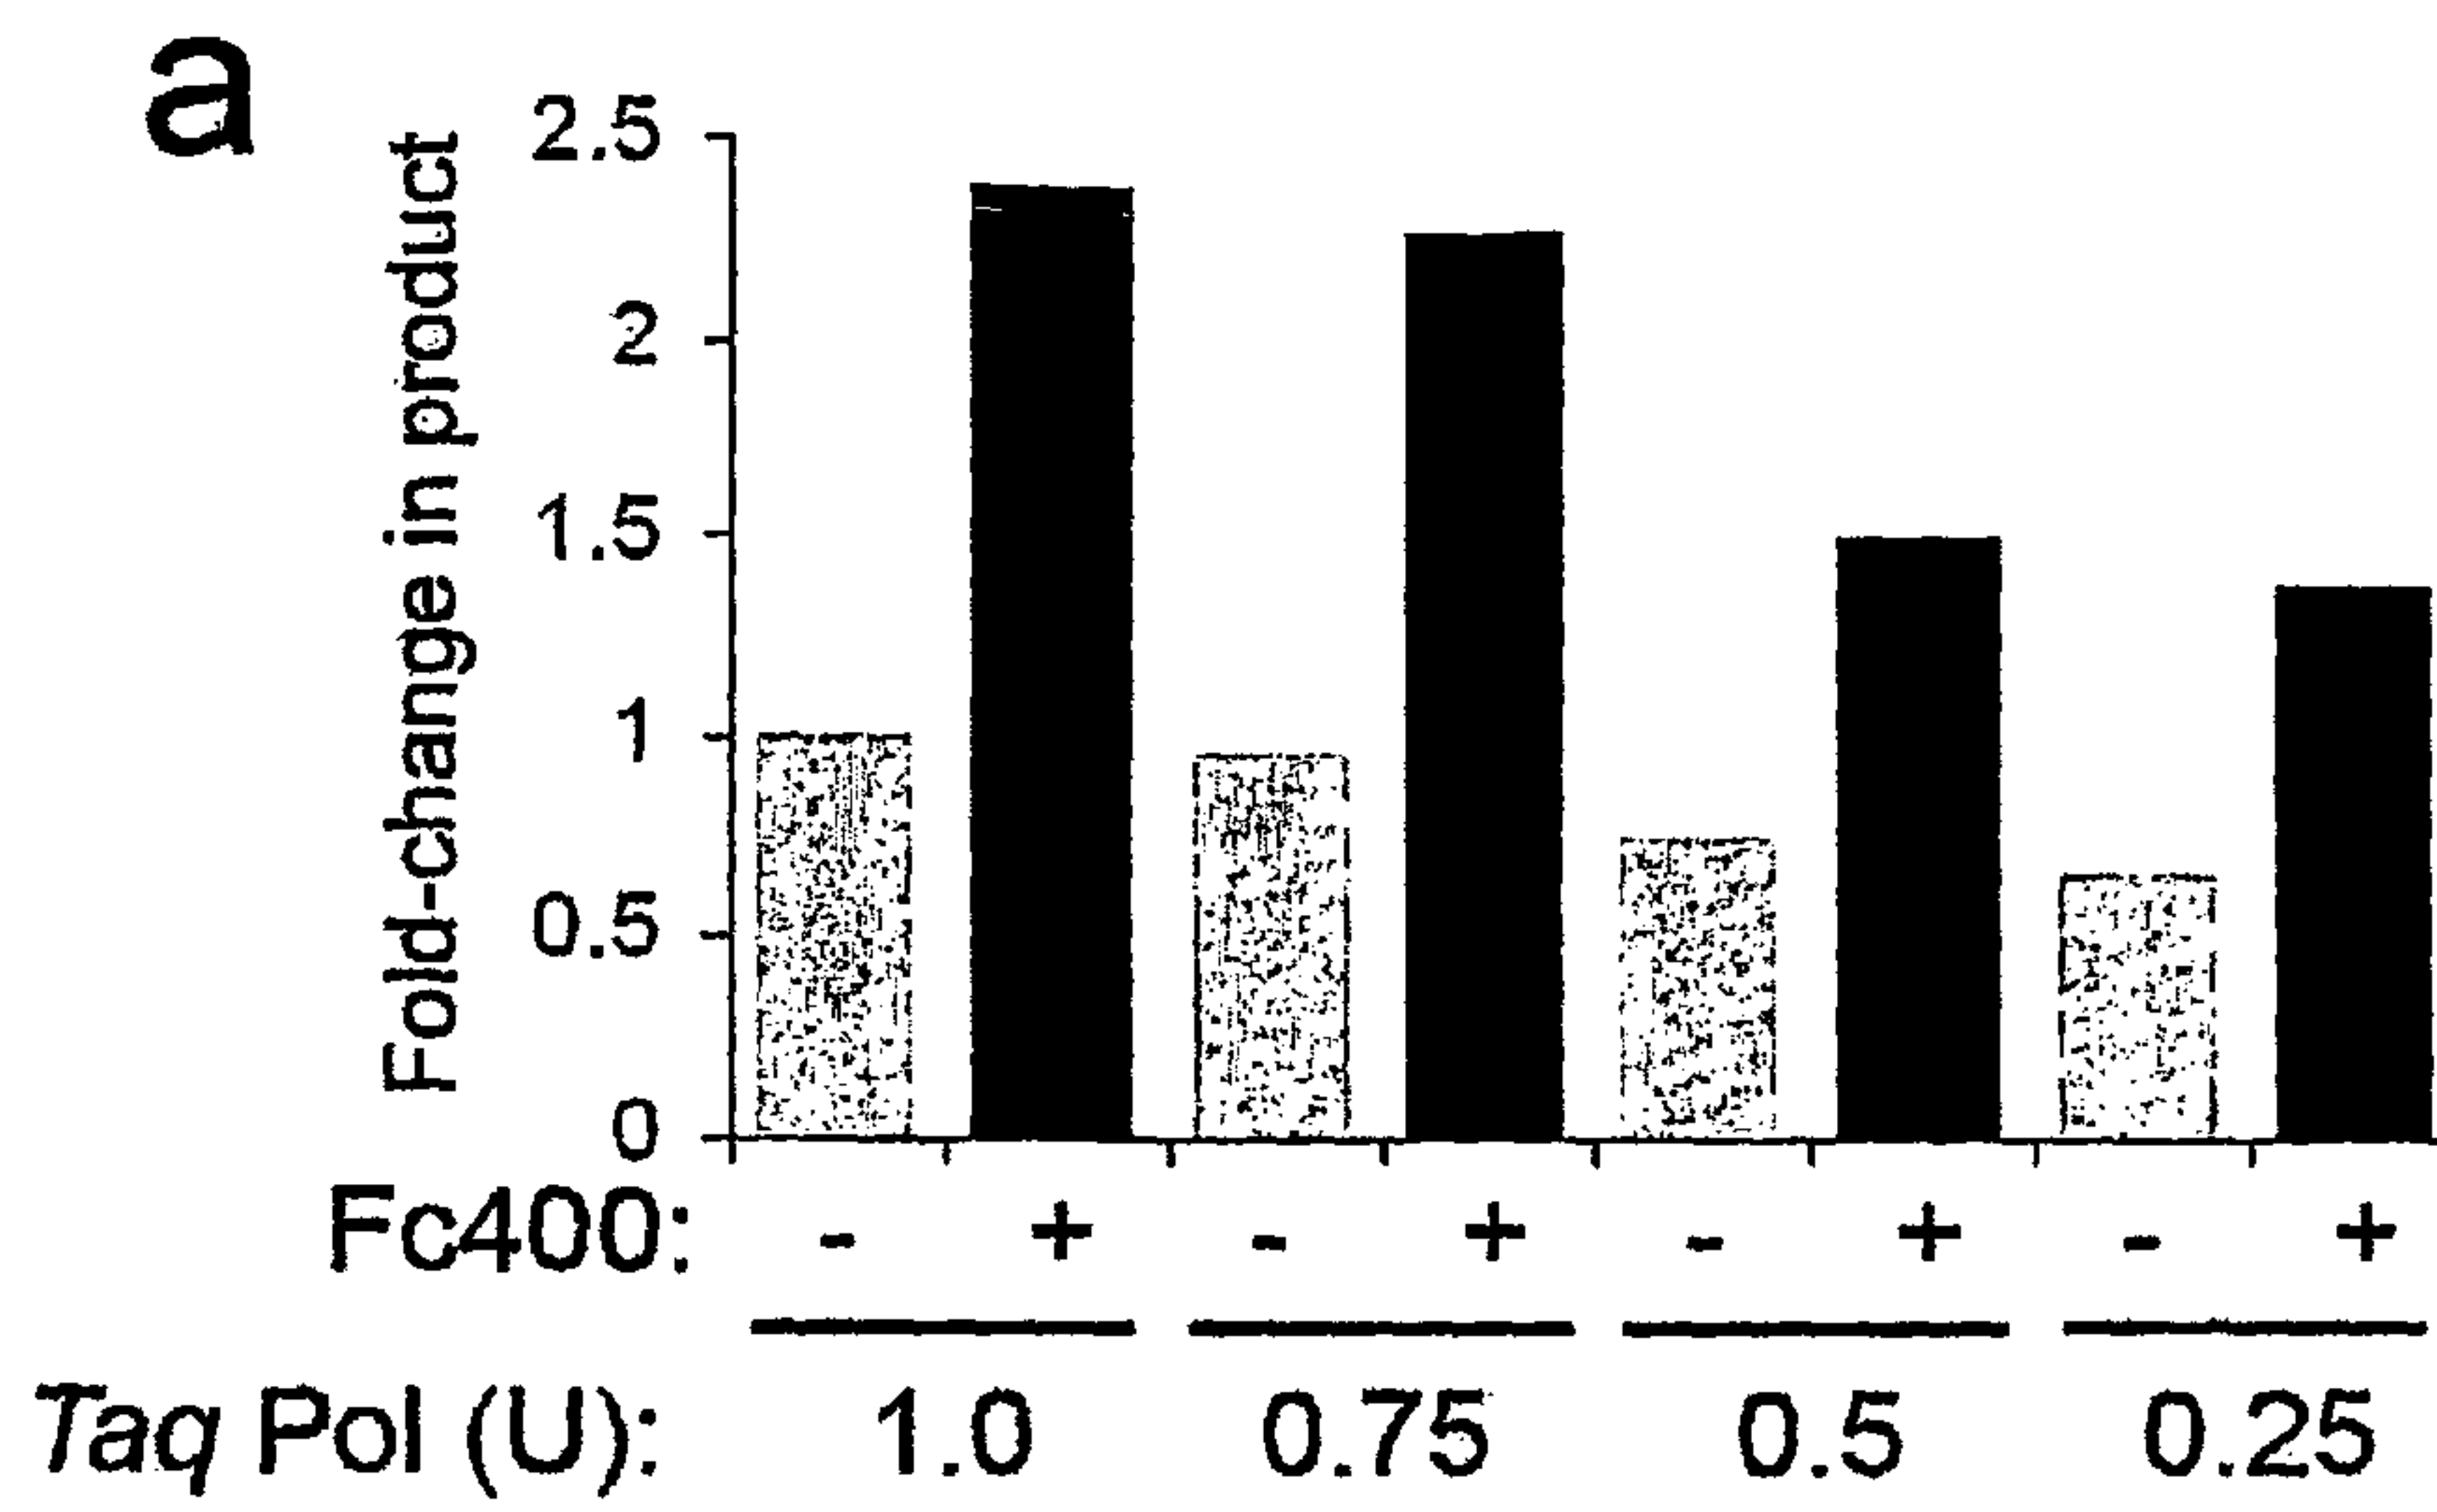 a
Fold-change in product
2.5
2
1.5
1
0.5
0
Fc400: - + - + - + - +
Taq Pol (U): 1.0 0.75 0.5 0.25